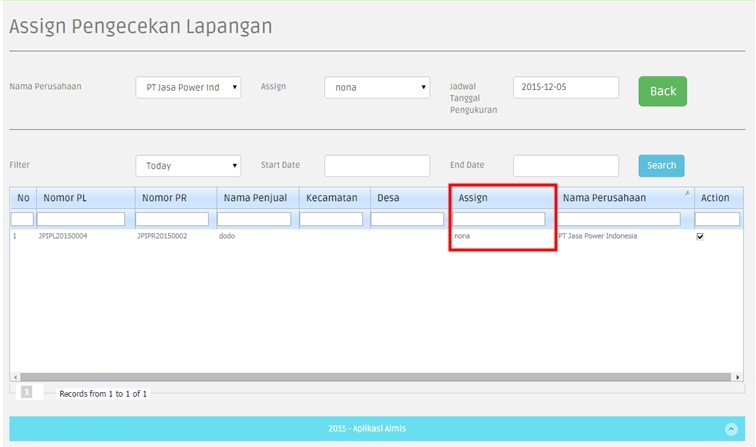 Assign Pengecekan Lapangan
Nama Perusahaan PT Jasa Power Ind Assign nona Jadwal Tanggal Pengukuran 2015-12-05 Back
Filter Today Start Date End Date Search
No Nomor PL Nomor PR Nama Penjual Kecamatan Desa Assign Nama Perusahaan Action
1 JPIPL20150004 JPIPR20150002 dodo nona PT Jasa Power Indonesia
1 Records from 1 to 1 of 1
2015 - Aplikasi Almis